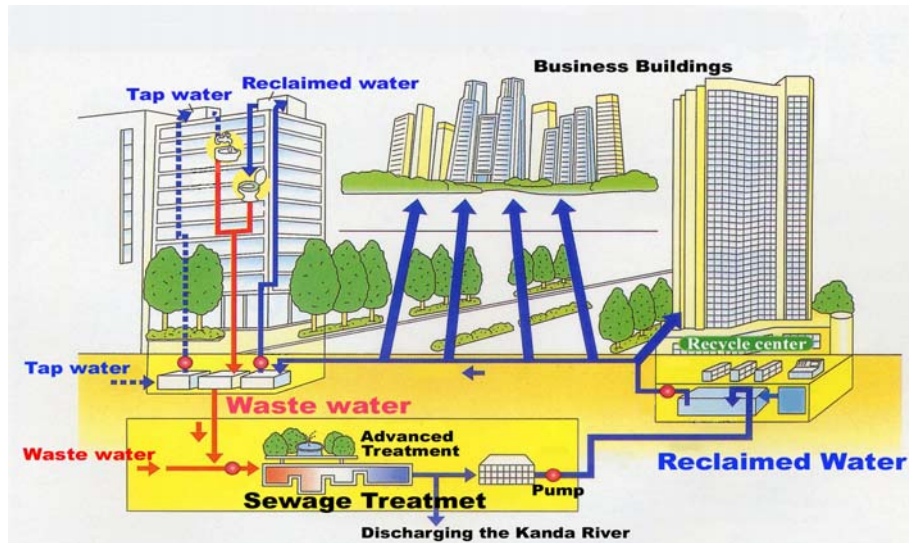 Business Buildings
Reclaimed water
Tap water
Recycle center
Tap water
Waste water
Advanced
Treatment
Waste water
Reclaimed Water
Sewage Treatmet
Pump
Discharging the Kanda River